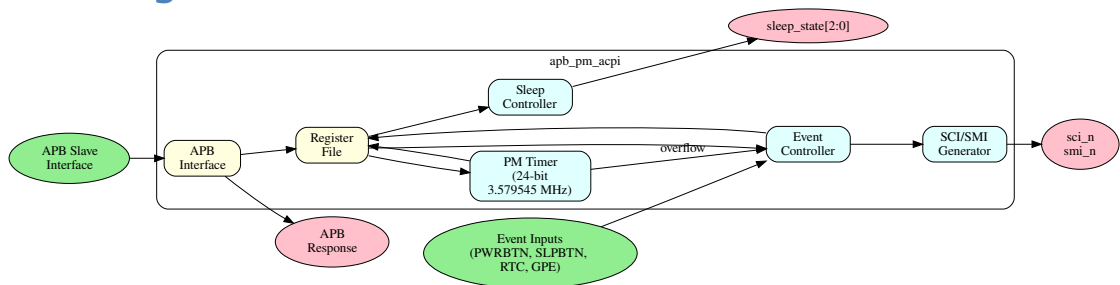 sleep_state[2:0]
apb_pm_acpi
Sleep
Controller
APB Slave
Interface
APB
Interface
Register
File
PM Timer
(24-bit
3.579545 MHz)
overflow
Event
Controller
SCI/SMI
Generator
sci_n
smi_n
APB
Response
Event Inputs
(PWRBTN, SLPBTN,
RTC, GPE)